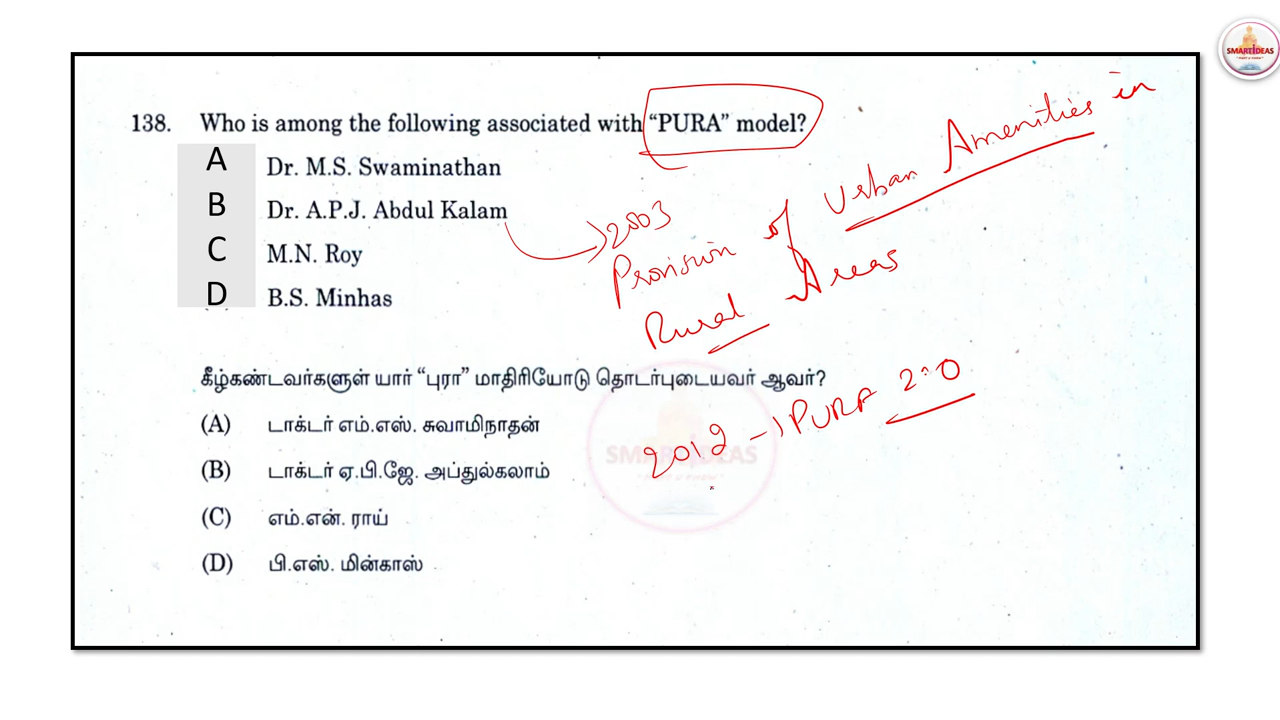 SMARTIDEAS
138. Who is among the following associated with “PURA” model?
A Dr. M.S. Swaminathan
B Dr. A.P.J. Abdul Kalam
C M.N. Roy
D B.S. Minhas
2003
Provision of Urban Amenities in
Rural Areas
2012 → PURA 2.0
கீழ்கண்டவர்களுள் யார் “புரா” மாதிரியோடு தொடர்புடையவர் ஆவர்?
(A) டாக்டர் எம்.எஸ். சுவாமிநாதன்
(B) டாக்டர் ஏ.பி.ஜே. அப்துல்கலாம்
(C) எம்.என். ராய்
(D) பி.எஸ். மின்காஸ்
SMARTIDEAS